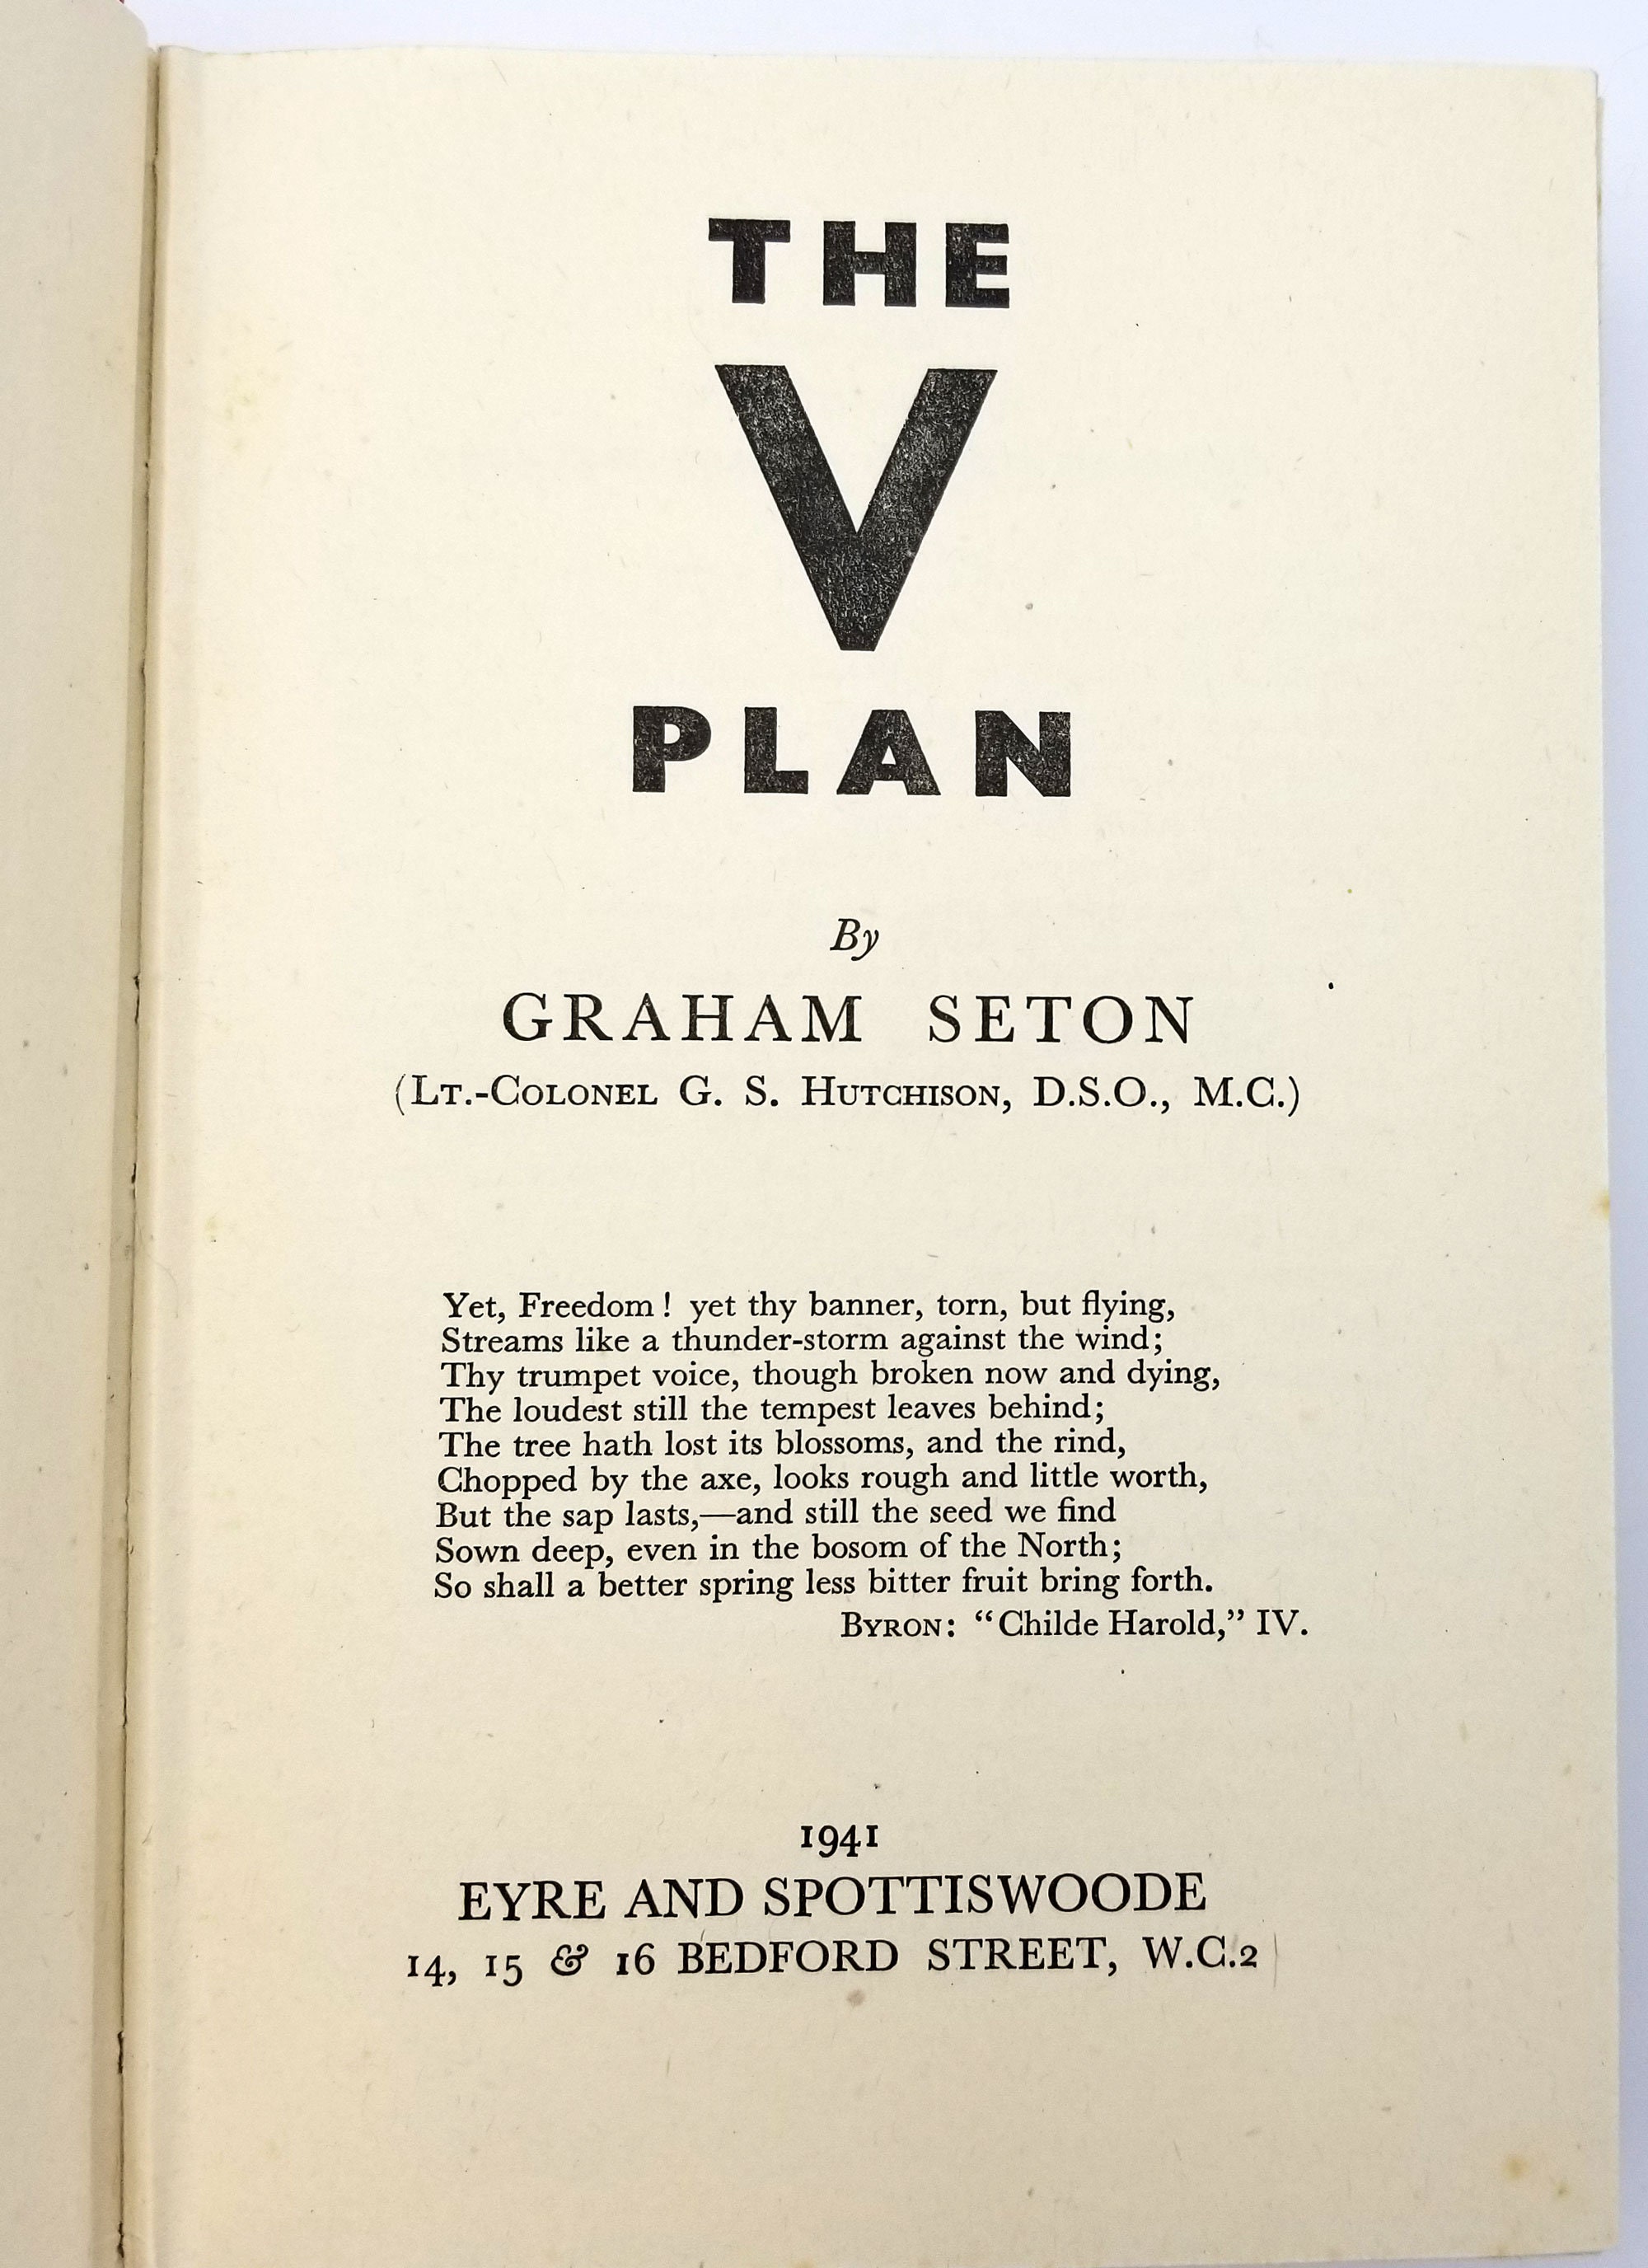 THE
V
PLAN
By
GRAHAM SETON
(LT.-COLONEL G. S. HUTCHISON, D.S.O., M.C.)
Yet, Freedom! yet thy banner, torn, but flying,
Streams like a thunder-storm against the wind;
Thy trumpet voice, though broken now and dying,
The loudest still the tempest leaves behind;
The tree hath lost its blossoms, and the rind,
Chopped by the axe, looks rough and little worth,
But the sap lasts,—and still the seed we find
Sown deep, even in the bosom of the North;
So shall a better spring less bitter fruit bring forth.
BYRON: “Childe Harold,” IV.
1941
EYRE AND SPOTTISWOODE
14, 15 & 16 BEDFORD STREET, W.C.2